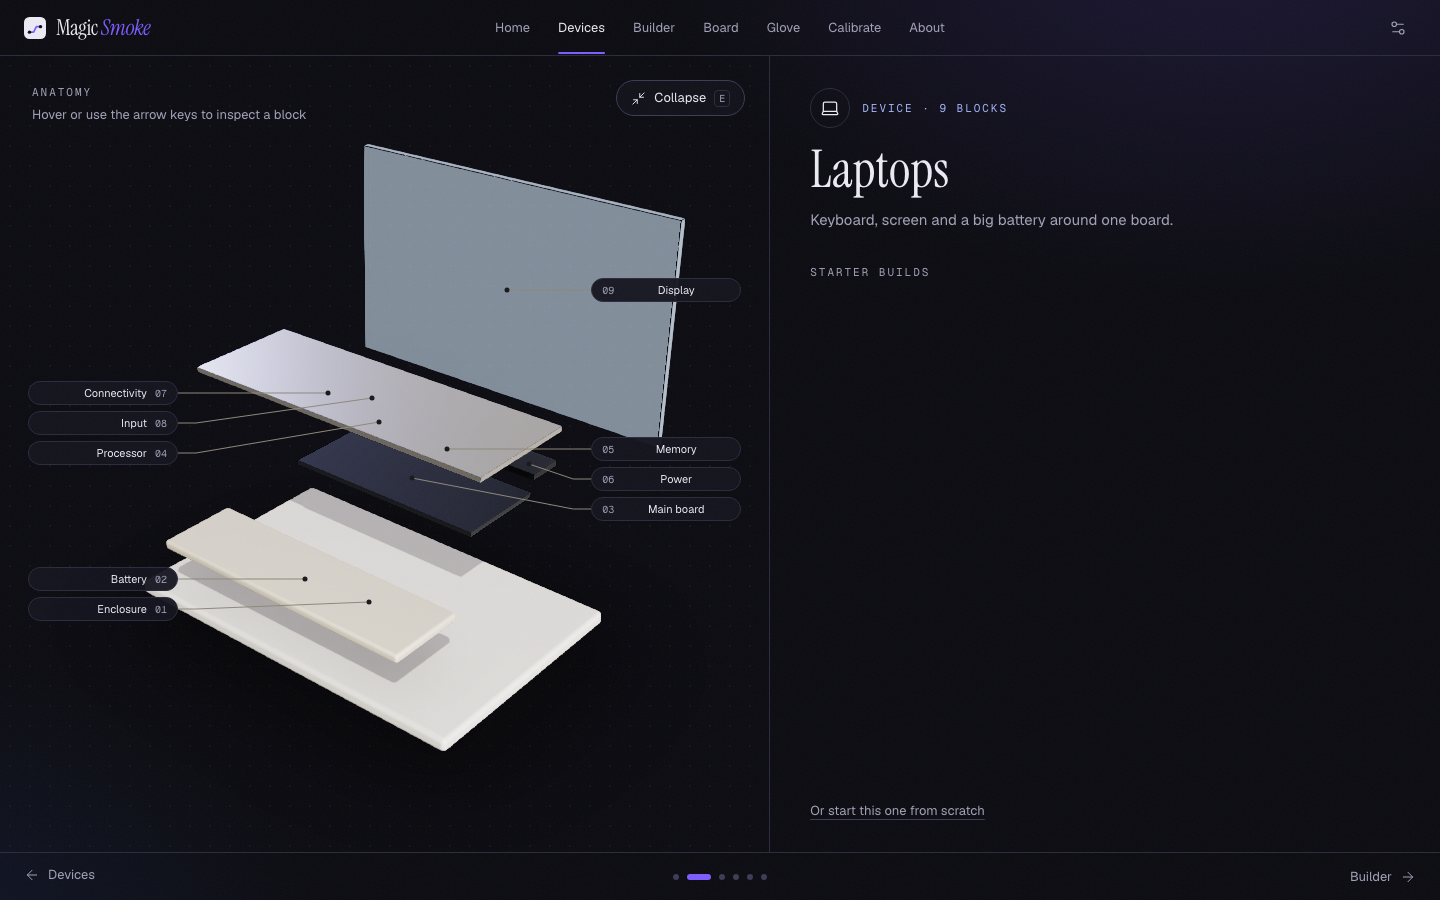 Magic Smoke
Home
Devices
Builder
Board
Glove
Calibrate
About
ANATOMY
Hover or use the arrow keys to inspect a block
Collapse E
09 Display
Connectivity 07
Input 08
Processor 04
05 Memory
06 Power
03 Main board
Battery 02
Enclosure 01
DEVICE · 9 BLOCKS
Laptops
Keyboard, screen and a big battery around one board.
STARTER BUILDS
Or start this one from scratch
Devices
Builder